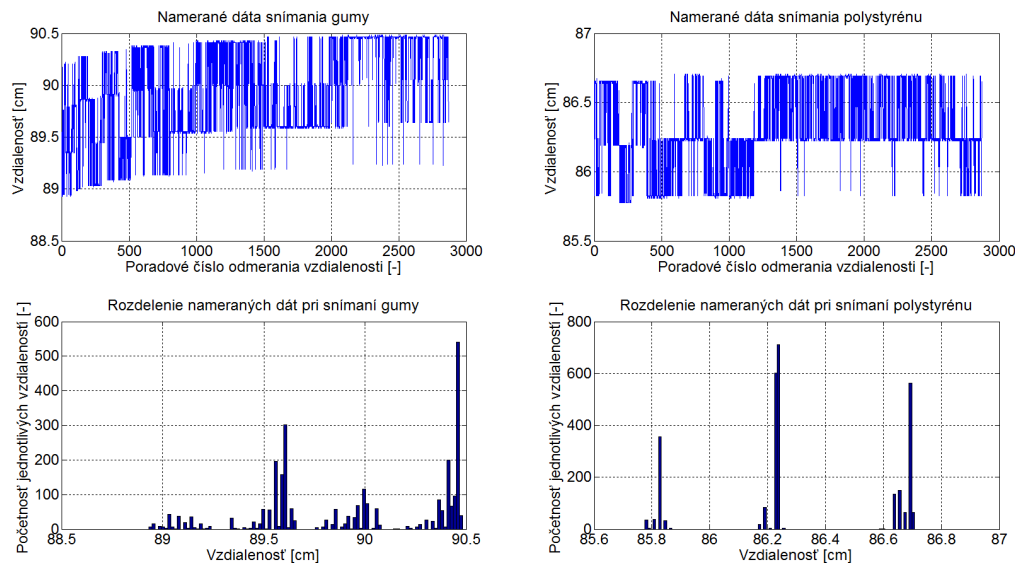 Namerané dáta snímania gumy
Vzdialenosť [cm]
90.5
90
89.5
89
88.5
0 500 1000 1500 2000 2500 3000
Poradové číslo odmerania vzdialenosti [-]
Namerané dáta snímania polystyrénu
Vzdialenosť [cm]
87
86.5
86
85.5
0 500 1000 1500 2000 2500 3000
Poradové číslo odmerania vzdialenosti [-]
Rozdelenie nameraných dát pri snímaní gumy
Početnosť jednotlivých vzdialeností [-]
600
500
400
300
200
100
0
88.5 89 89.5 90 90.5
Vzdialenosť [cm]
Rozdelenie nameraných dát pri snímaní polystyrénu
Početnosť jednotlivých vzdialeností [-]
800
600
400
200
0
85.6 85.8 86 86.2 86.4 86.6 86.8 87
Vzdialenosť [cm]